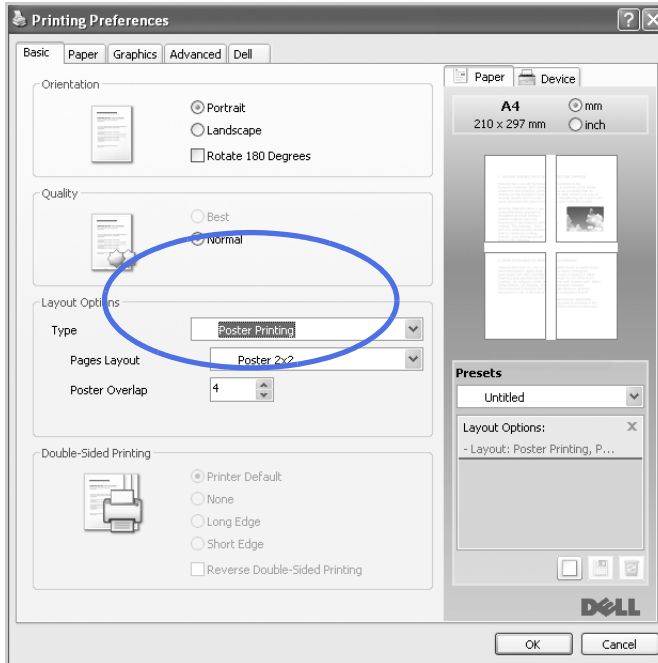 Printing Preferences
Basic Paper Graphics Advanced Dell
Orientation
Portrait
Landscape
Rotate 180 Degrees
Quality
Best
Normal
Layout Options
Type Poster Printing
Pages Layout Poster 2x2
Poster Overlap 4
Double-Sided Printing
Printer Default
None
Long Edge
Short Edge
Reverse Double-Sided Printing
Paper Device
A4 mm
210 x 297 mm inch
Presets
Untitled
Layout Options: X
- Layout: Poster Printing, P...
DELL
OK Cancel